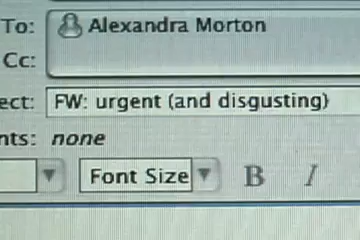 To: Alexandra Morton
Cc:
ect: FW: urgent (and disgusting)
nts: none
Font Size B I